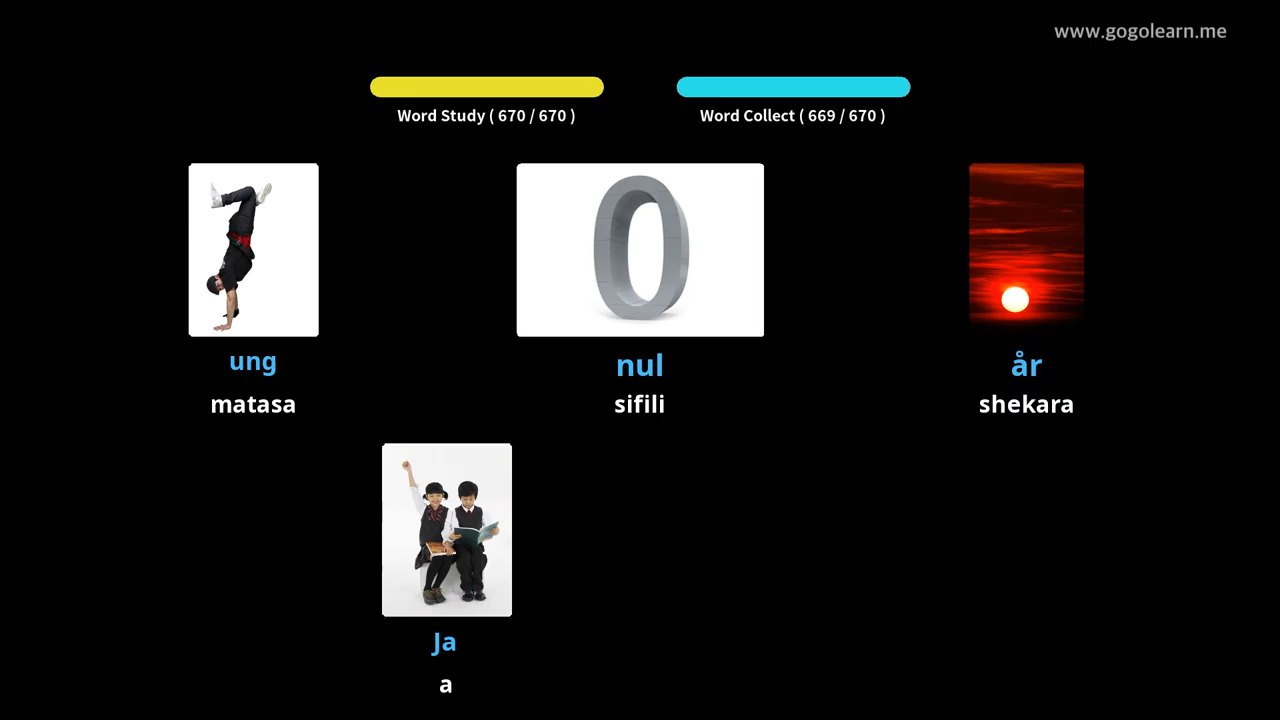 www.gogolearn.me
Word Study ( 670 / 670 )
Word Collect ( 669 / 670 )
ung
nul
år
matasa
sifili
shekara
Ja
a